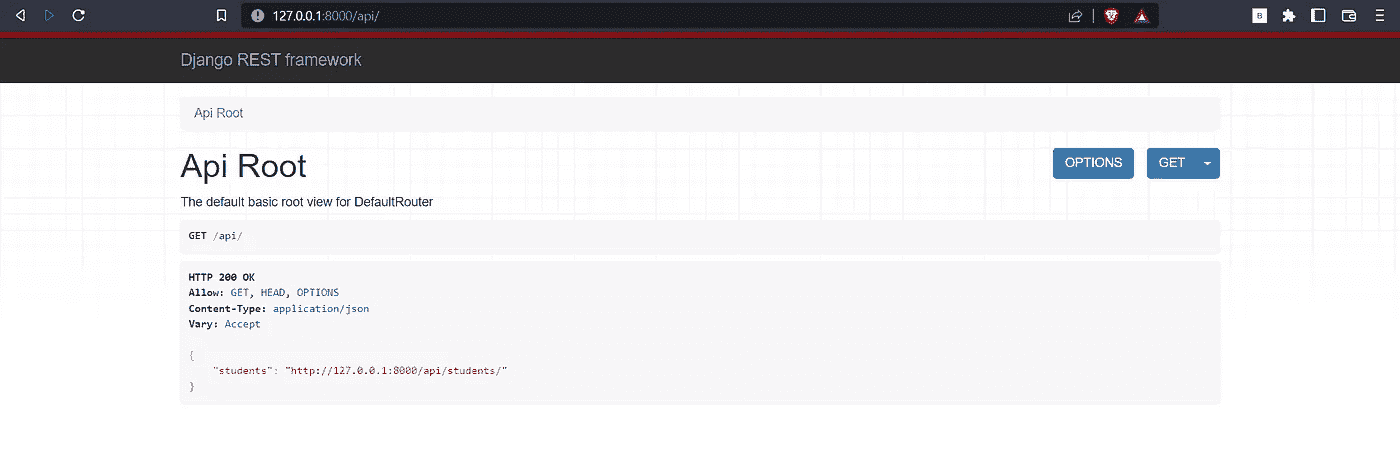 127.0.0.1:8000/api/
B
Django REST framework
Api Root
Api Root
OPTIONS
GET
The default basic root view for DefaultRouter
GET /api/
HTTP 200 OK
Allow: GET, HEAD, OPTIONS
Content-Type: application/json
Vary: Accept
{
"students": "http://127.0.0.1:8000/api/students/"
}